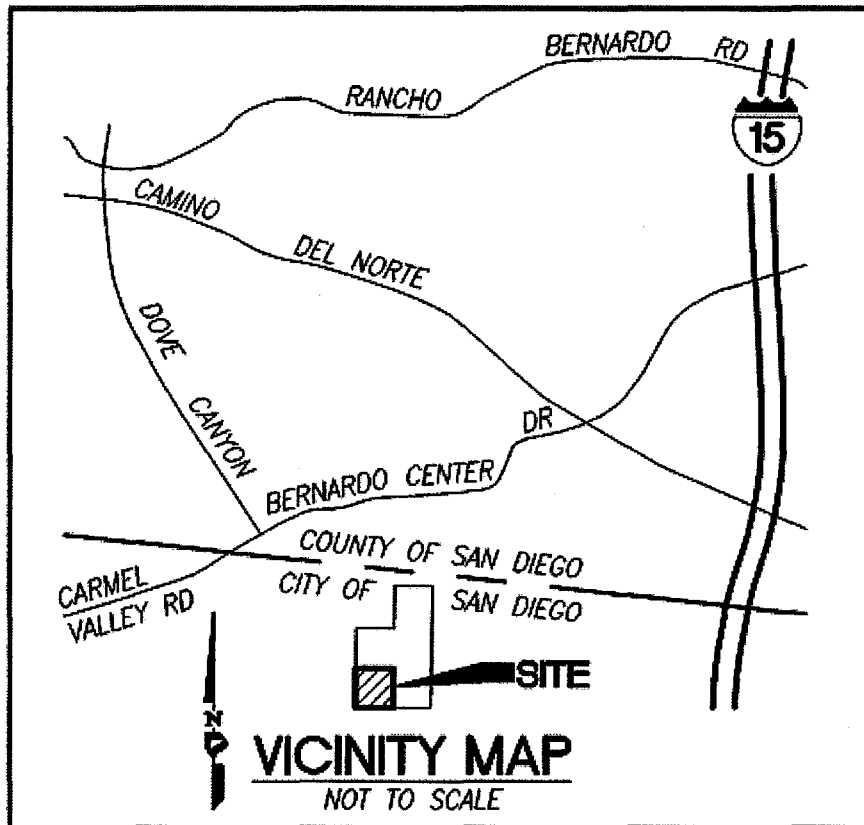 BERNARDO RD
RANCHO
15
CAMINO
DEL NORTE
DOVE
CANYON
DR
BERNARDO CENTER
COUNTY OF SAN DIEGO
CITY OF SAN DIEGO
CARMEL
VALLEY RD
SITE
N
VICINITY MAP
NOT TO SCALE